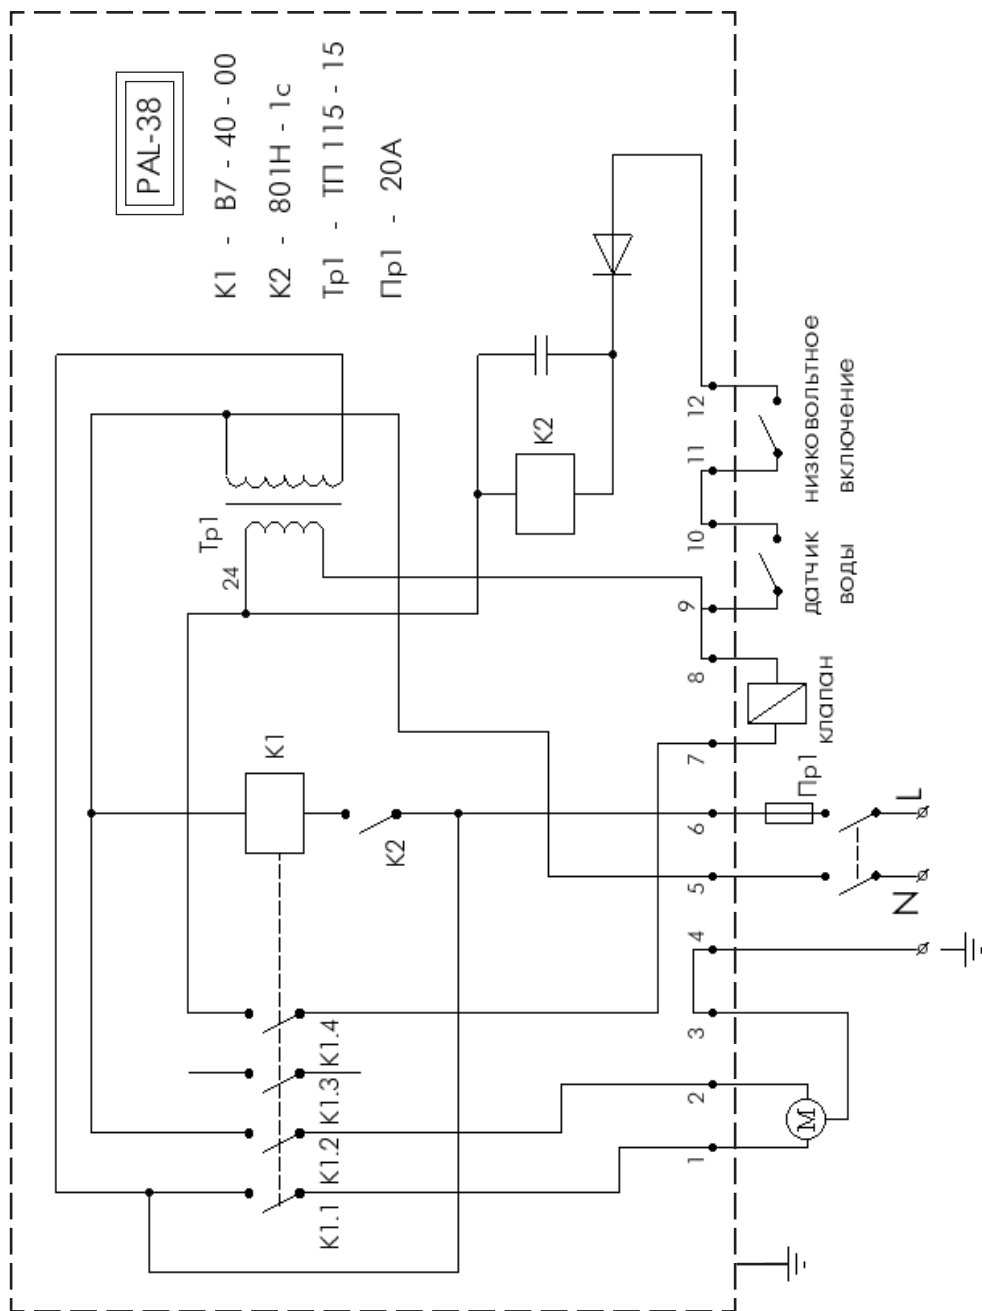 PAL-38
К1 - В7 - 40 - 00
К2 - 801Н - 1с
Тр1 - ТП 115 - 15
Пр1 - 20А
Тр1
24
К1
К2
К2
К1.1
К1.2
К1.3
К1.4
1
2
3
4
5
6
7
8
9
10
11
12
М
N
L
Пр1
клапан
датчик
воды
низковольтное
включение